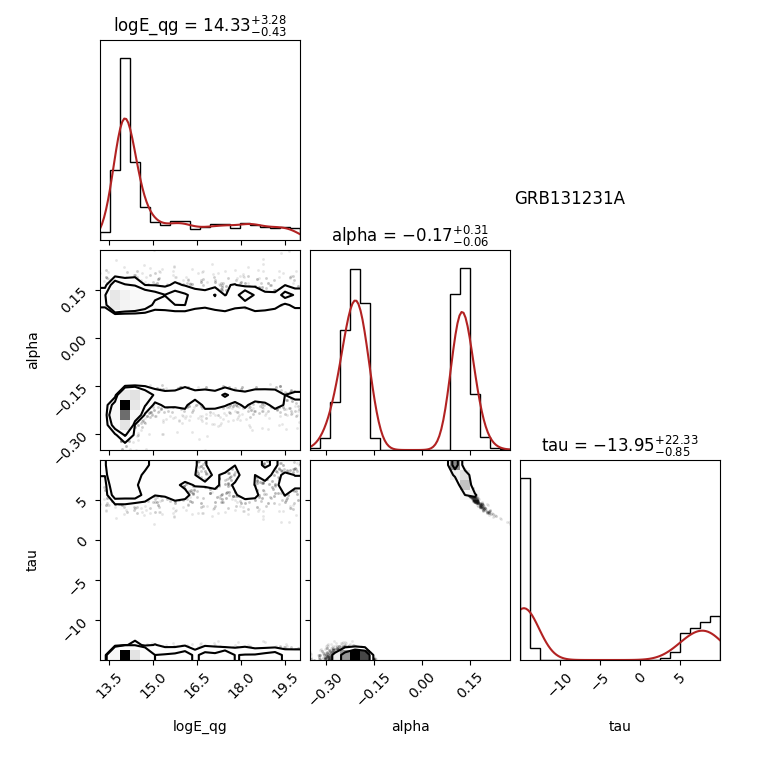 logE_qg = 14.33+3.28 −0.43
GRB131231A
alpha = −0.17+0.31 −0.06
0.15
0.00
−0.15
−0.30
alpha
tau = −13.95+22.33 −0.85
5
0
−5
−10
tau
13.5 15.0 16.5 18.0 19.5
−0.30 −0.15 0.00 0.15
−10 −5 0 5
logE_qg alpha tau